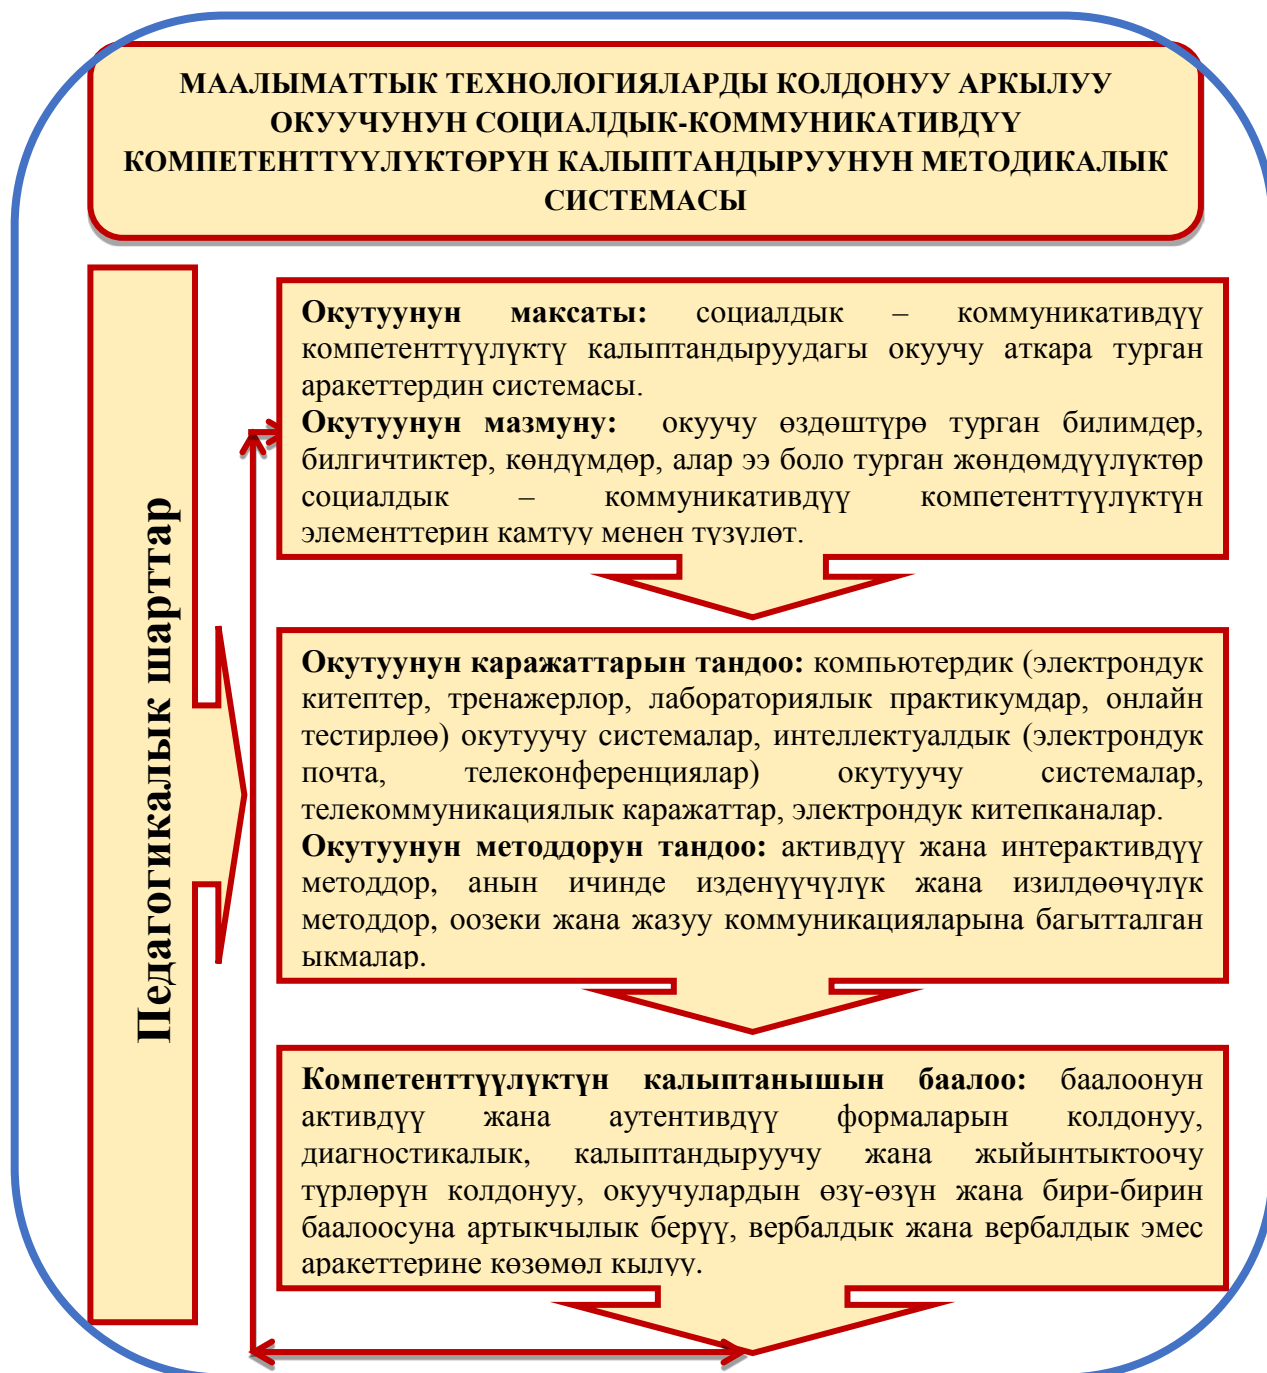 МААЛЫМАТТЫК ТЕХНОЛОГИЯЛАРДЫ КОЛДОНУУ АРКЫЛУУ
ОКУУЧУНУН СОЦИАЛДЫК-КОММУНИКАТИВДҮҮ
КОМПЕТЕНТТҮҮЛҮКТӨРҮН КАЛЫПТАНДЫРУУНУН МЕТОДИКАЛЫК
СИСТЕМАСЫ
Педагогикалык шарттар
Окутуунун максаты: социалдык – коммуникативдүү
компетенттүүлүктү калыптандыруудагы окуучу аткара турган
аракеттердин системасы.
Окутуунун мазмуну: окуучу өздөштүрө турган билимдер,
билгичтиктер, көндүмдөр, алар ээ боло турган жөндөмдүүлүктөр
социалдык – коммуникативдүү компетенттүүлүктүн
элементтерин камтуу менен түзүлөт.
Окутуунун каражаттарын тандоо: компьютердик (электрондук
китептер, тренажерлор, лабораториялык практикумдар, онлайн
тестирлөө) окутуучу системалар, интеллектуалдык (электрондук
почта, телеконференциялар) окутуучу системалар,
телекоммуникациялык каражаттар, электрондук китепканалар.
Окутуунун методдорун тандоо: активдүү жана интерактивдүү
методдор, анын ичинде изденүүчүлүк жана изилдөөчүлүк
методдор, оозеки жана жазуу коммуникацияларына багытталган
ыкмалар.
Компетенттүүлүктүн калыптанышын баалоо: баалоонун
активдүү жана аутентивдүү формаларын колдонуу,
диагностикалык, калыптандыруучу жана жыйынтыктоочу
түрлөрүн колдонуу, окуучулардын өзү-өзүн жана бири-бирин
баалоосуна артыкчылык берүү, вербалдык жана вербалдык эмес
аракеттерине көзөмөл кылуу.